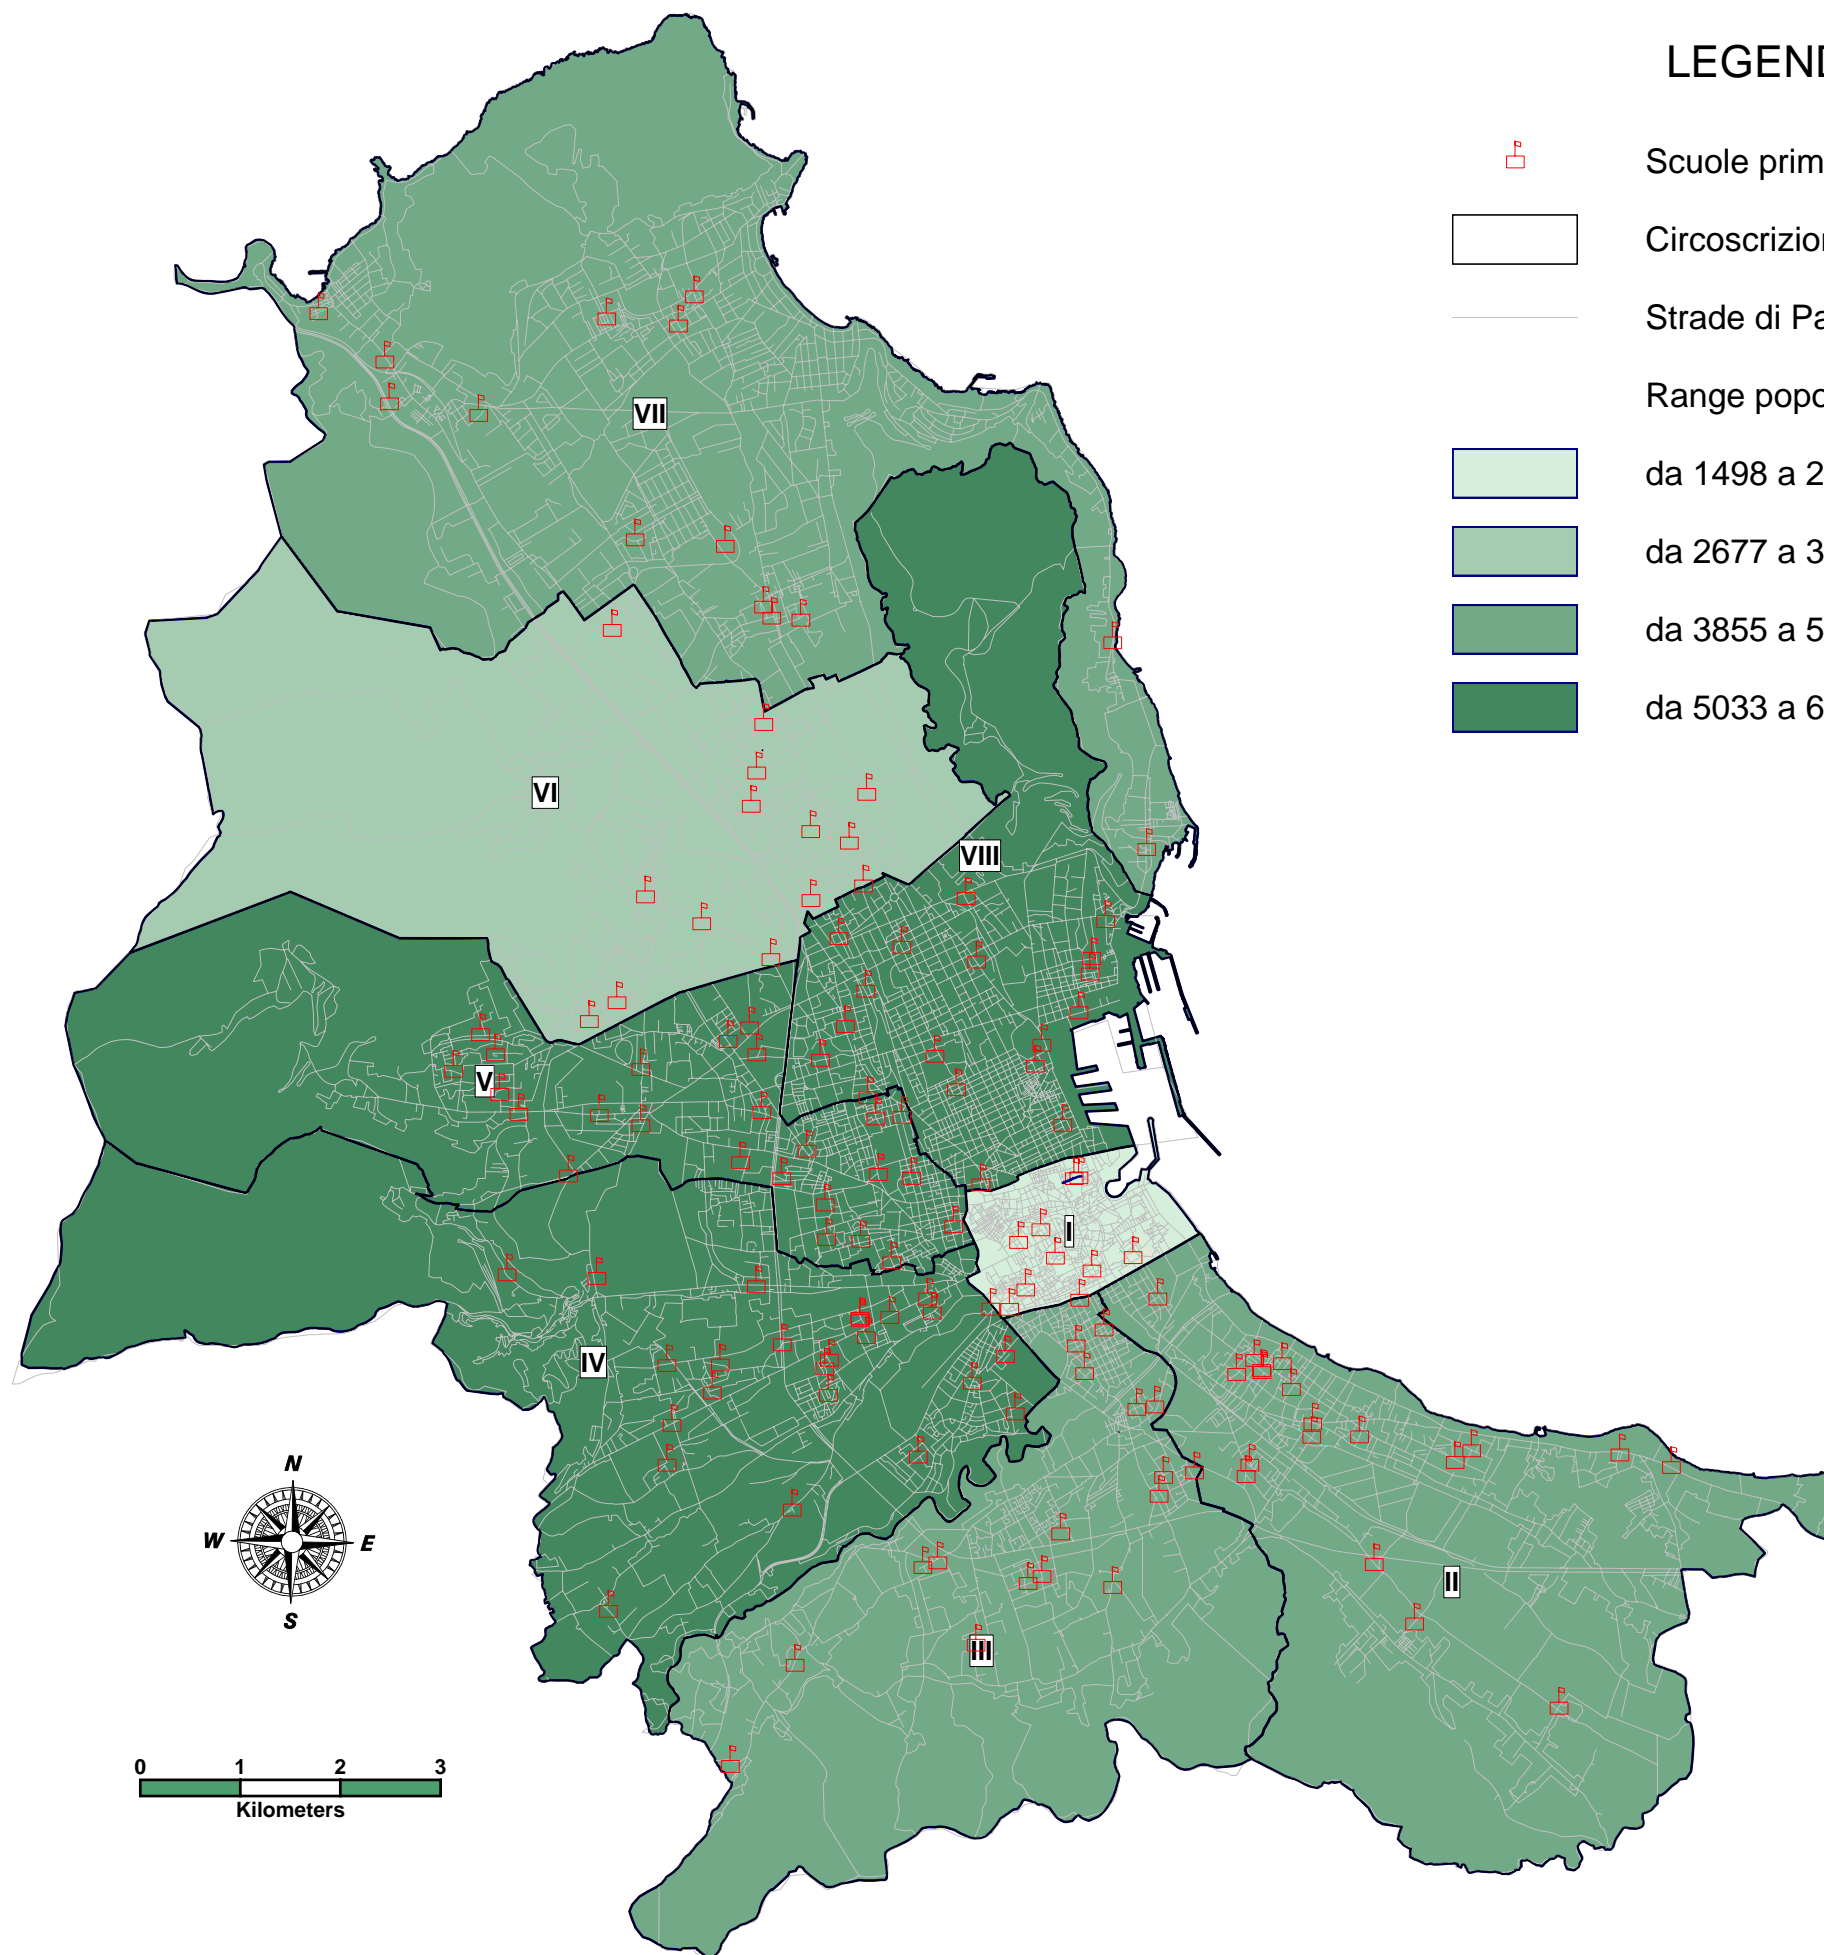 LEGEND
Scuole prim
Circoscrizion
Strade di Pa
Range popo
da 1498 a 2
da 2677 a 3
da 3855 a 5
da 5033 a 6
VII
VI
VIII
V
I
IV
II
III
N
W E
S
0 1 2 3
Kilometers